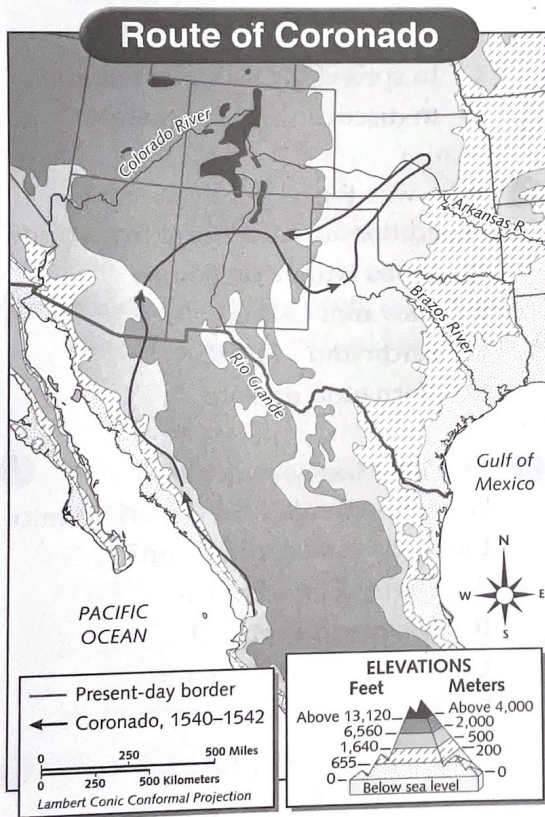 Route of Coronado
Colorado River
Arkansas R.
Brazos River
Rio Grande
Gulf of
Mexico
N
W E
S
PACIFIC
OCEAN
Present-day border
Coronado, 1540–1542
0 250 500 Miles
0 250 500 Kilometers
Lambert Conic Conformal Projection
ELEVATIONS
Feet Meters
Above 13,120 Above 4,000
6,560 2,000
1,640 500
655 200
0 0
Below sea level